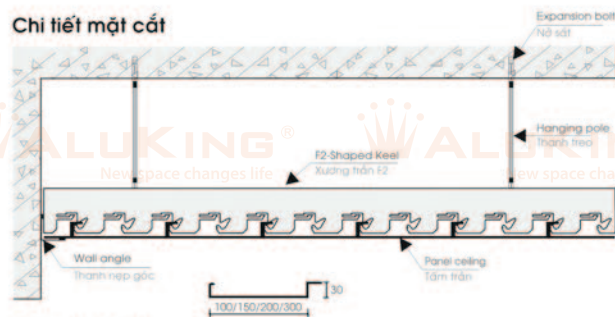 Chi tiết mặt cắt
Expansion bolt
Nở sắt
ALUKING®
New space changes life
ALUKING
New space chang
Hanging pole
Thanh treo
F2-Shaped Keel
Xương trần F2
Wall angle
Thanh nẹp góc
Panel ceiling
Tấm trần
30
100/150/200/300